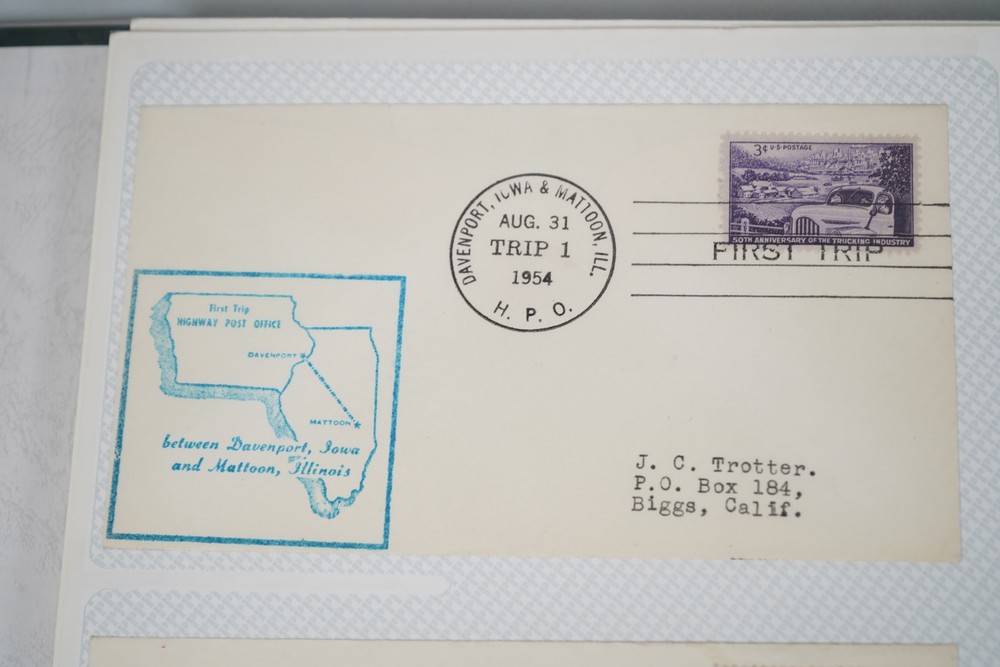 3¢ U·S·POSTAGE
50TH ANNIVERSARY OF THE TRUCKING INDUSTRY
DAVENPORT, IOWA & MATTOON, ILL.
AUG. 31
TRIP 1
1954
H. P. O.
FIRST TRIP
First Trip
HIGHWAY POST OFFICE
DAVENPORT
MATTOON
between Davenport, Iowa
and Mattoon, Illinois
J. C. Trotter.
P.O. Box 184,
Biggs, Calif.